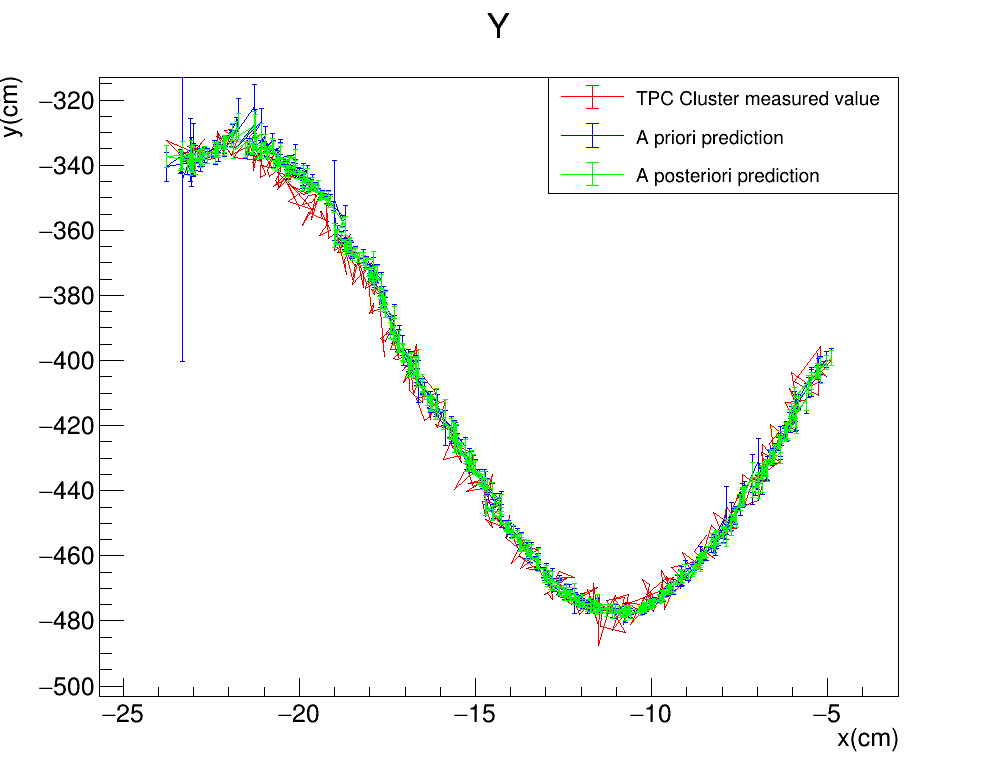 Y
y(cm)
TPC Cluster measured value
A priori prediction
A posteriori prediction
−320
−340
−360
−380
−400
−420
−440
−460
−480
−500
−25 −20 −15 −10 −5
x(cm)